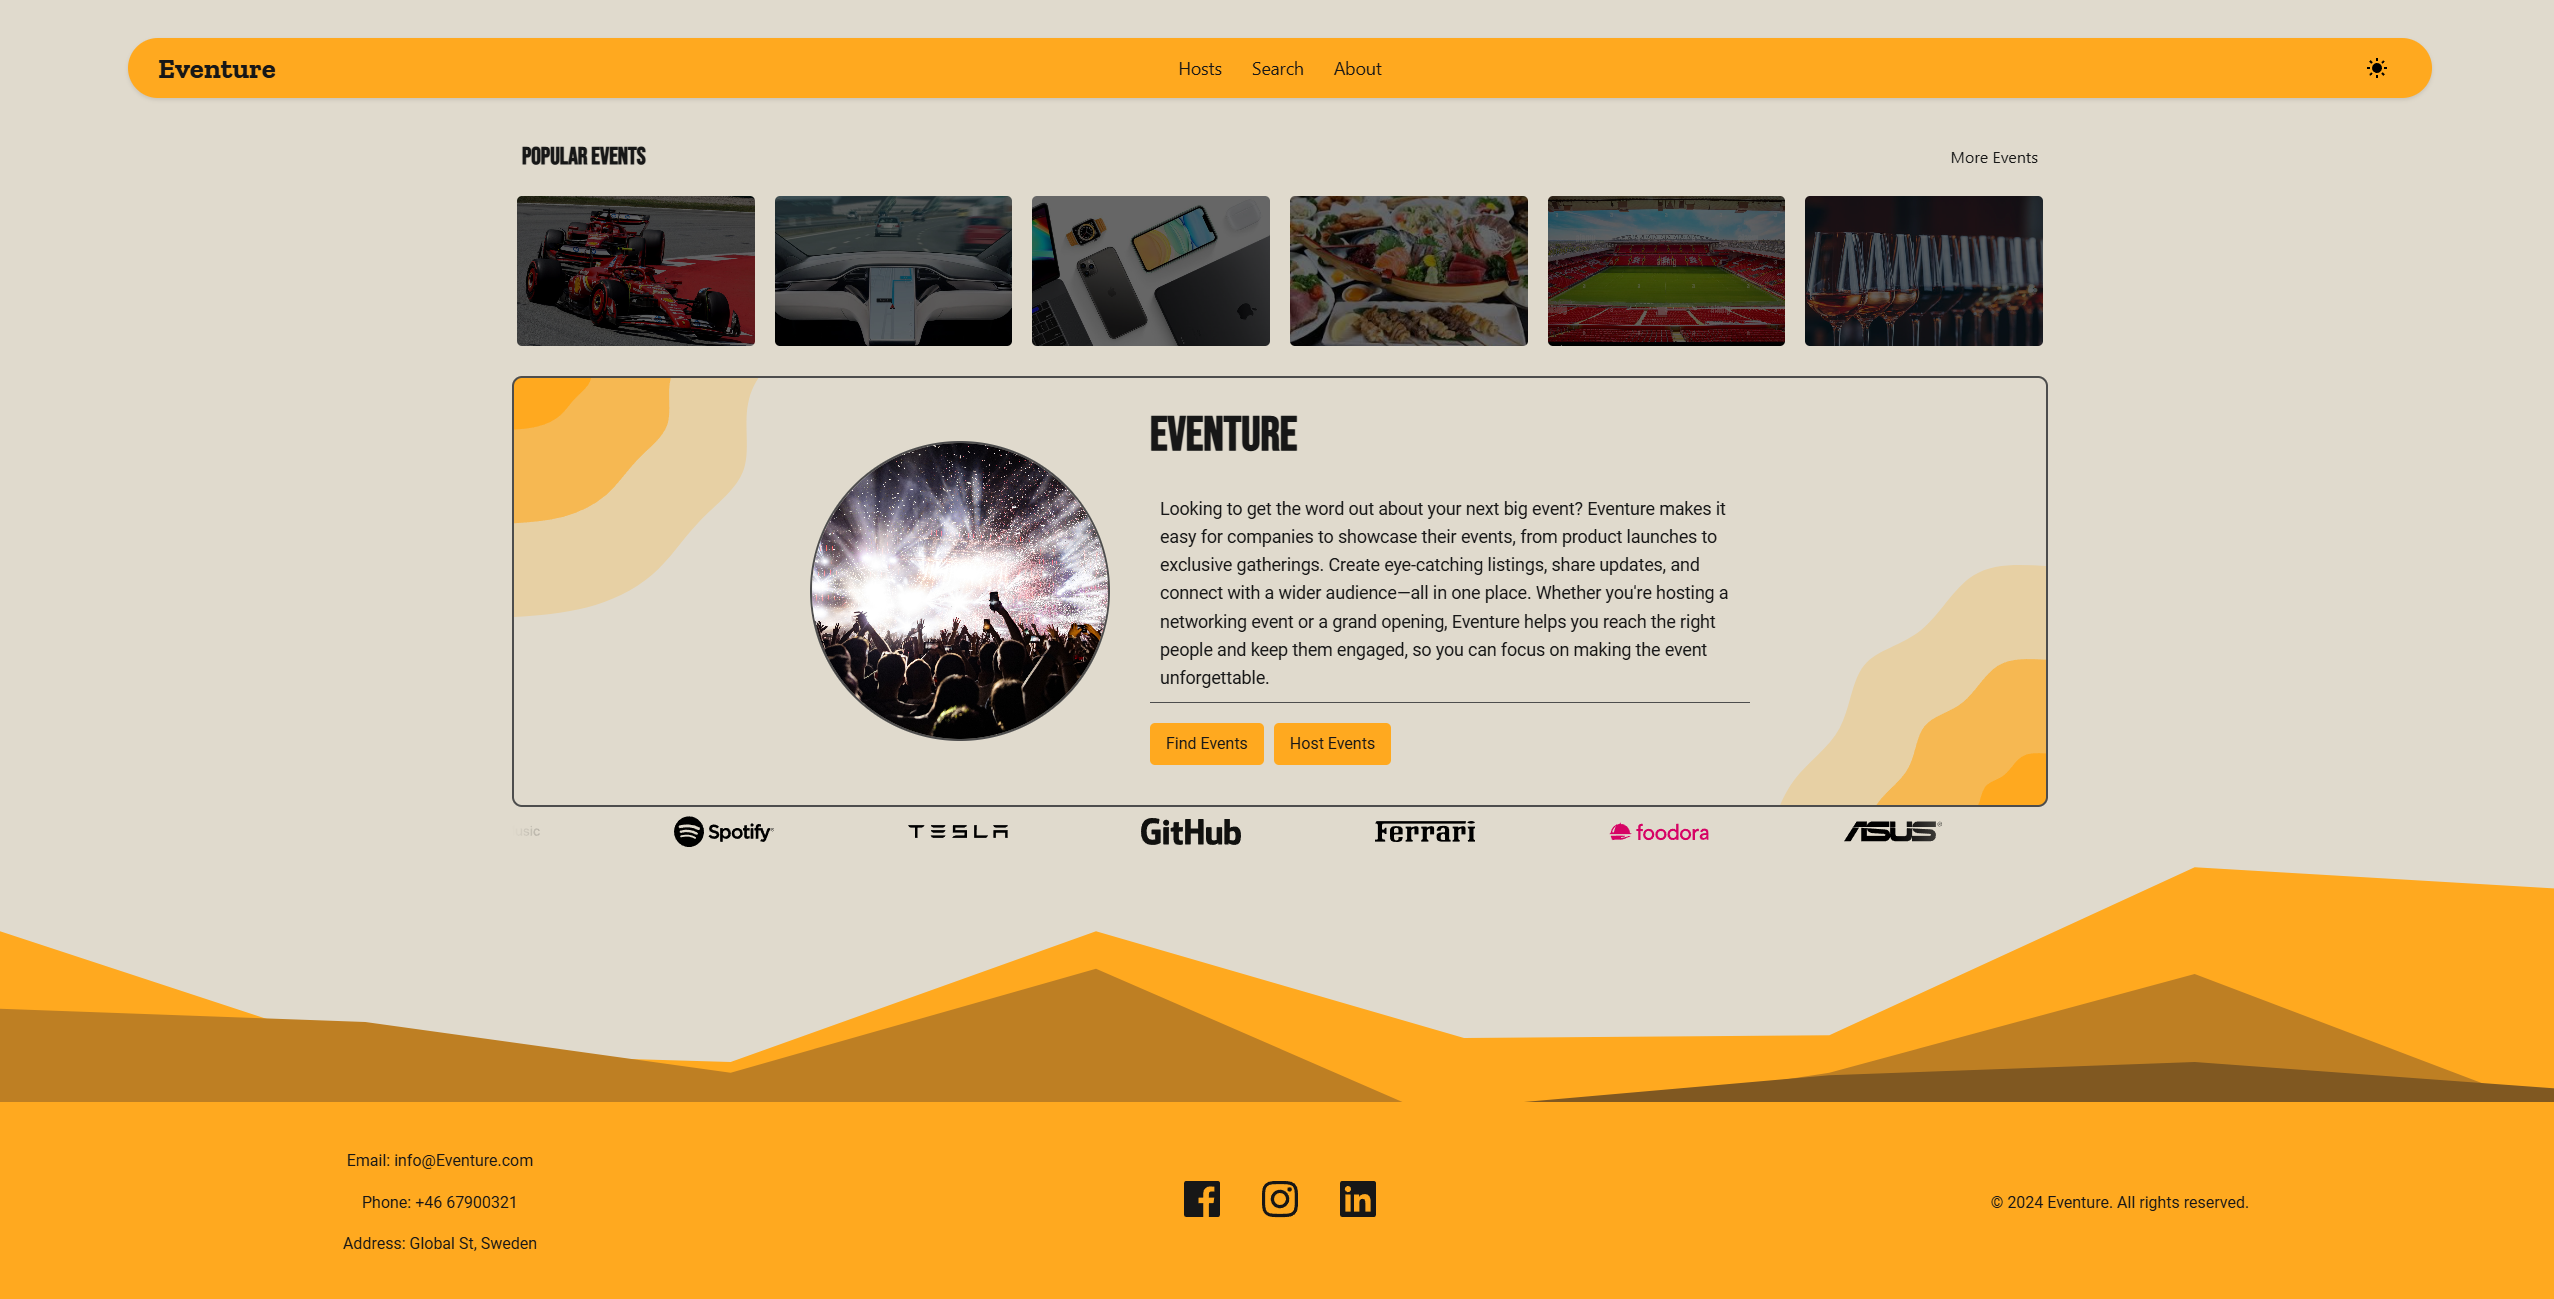 Eventure
Hosts
Search
About
POPULAR EVENTS
More Events
EVENTURE
Looking to get the word out about your next big event? Eventure makes it
easy for companies to showcase their events, from product launches to
exclusive gatherings. Create eye-catching listings, share updates, and
connect with a wider audience—all in one place. Whether you're hosting a
networking event or a grand opening, Eventure helps you reach the right
people and keep them engaged, so you can focus on making the event
unforgettable.
Find Events
Host Events
Spotify®
TESLA
GitHub
Ferrari
foodora
ASUS®
Email: info@Eventure.com
Phone: +46 67900321
Address: Global St, Sweden
© 2024 Eventure. All rights reserved.